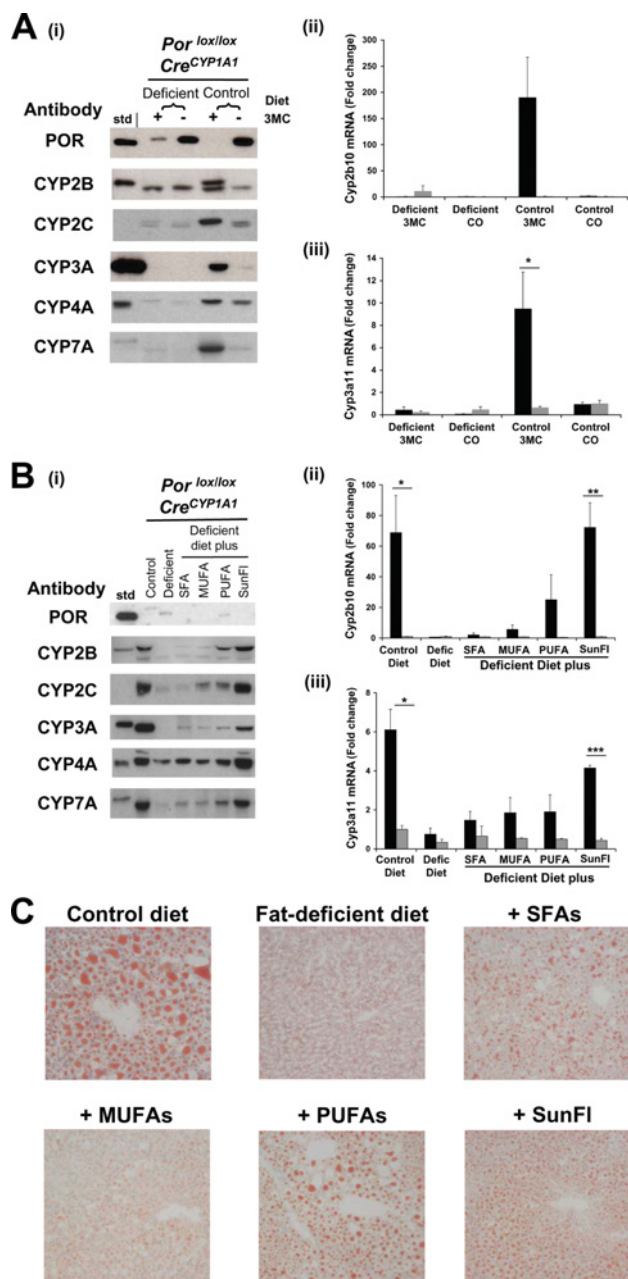 A (i)
Por lox/lox
Cre CYP1A1
Deficient Control Diet
Antibody std + - + - 3MC
POR
CYP2B
CYP2C
CYP3A
CYP4A
CYP7A
(ii)
Cyp2b10 mRNA (Fold change)
300
250
200
150
100
50
0
Deficient 3MC
Deficient CO
Control 3MC
Control CO
(iii)
Cyp3a11 mRNA (Fold change)
14
12
10
8
6
4
2
0
*
Deficient 3MC
Deficient CO
Control 3MC
Control CO
B (i)
Por lox/lox
Cre CYP1A1
Deficient
diet plus
Antibody std Control Deficient SFA MUFA PUFA SunFl
POR
CYP2B
CYP2C
CYP3A
CYP4A
CYP7A
(ii)
Cyp2b10 mRNA (Fold change)
100
80
60
40
20
0
* **
Control Diet
Defic Diet
SFA MUFA PUFA SunFl
Deficient Diet plus
(iii)
Cyp3a11 mRNA (Fold change)
8
6
4
2
0
* ***
Control Diet
Defic Diet
SFA MUFA PUFA SunFl
Deficient Diet plus
C
Control diet Fat-deficient diet + SFAs
+ MUFAs + PUFAs + SunFl